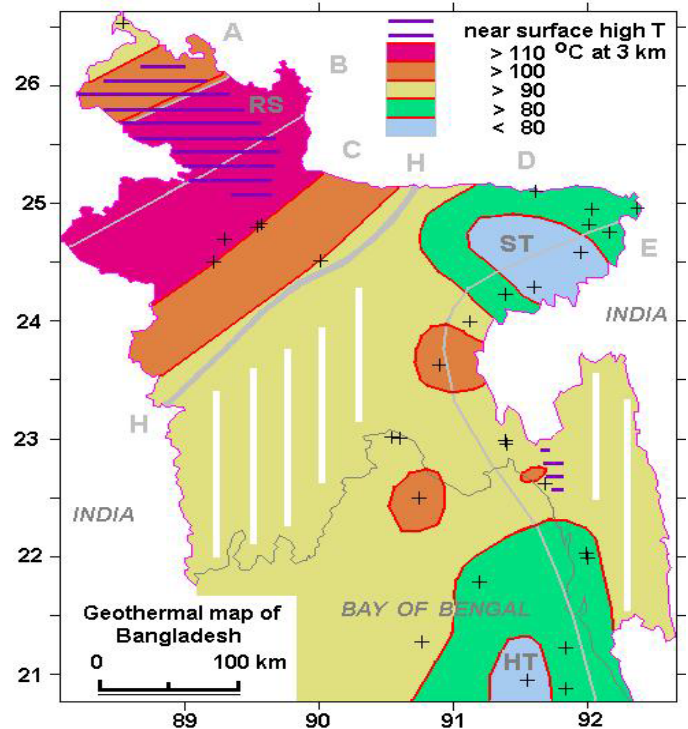 near surface high T
> 110 °C at 3 km
> 100
> 90
> 80
< 80
A
B
C
H
D
E
RS
ST
INDIA
H
INDIA
BAY OF BENGAL
HT
Geothermal map of
Bangladesh
0 100 km
26
25
24
23
22
21
89 90 91 92